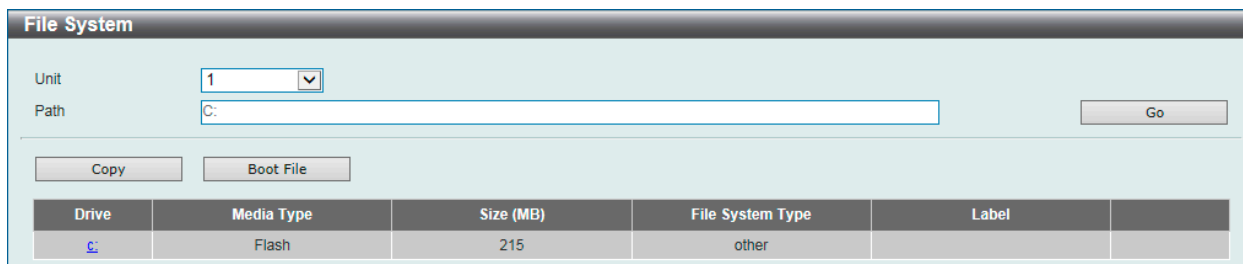 File System
Unit 1
Path C: Go
Copy Boot File
Drive Media Type Size (MB) File System Type Label
c: Flash 215 other